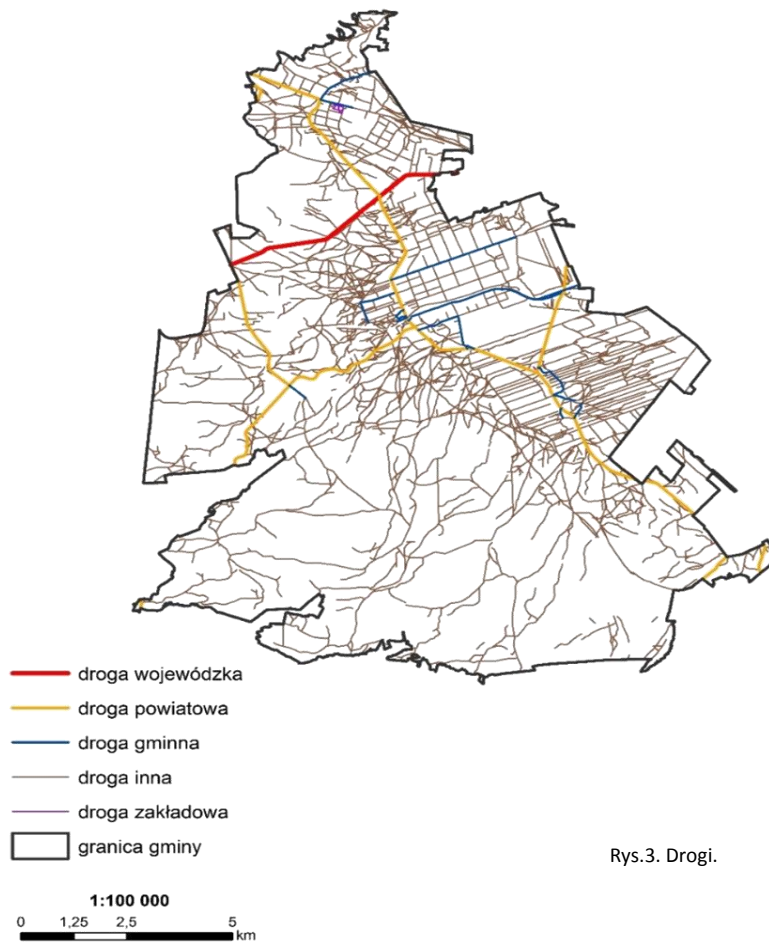 droga wojewódzka
droga powiatowa
droga gminna
droga inna
droga zakładowa
granica gminy
Rys.3. Drogi.
1:100 000
0 1,25 2,5 5
km